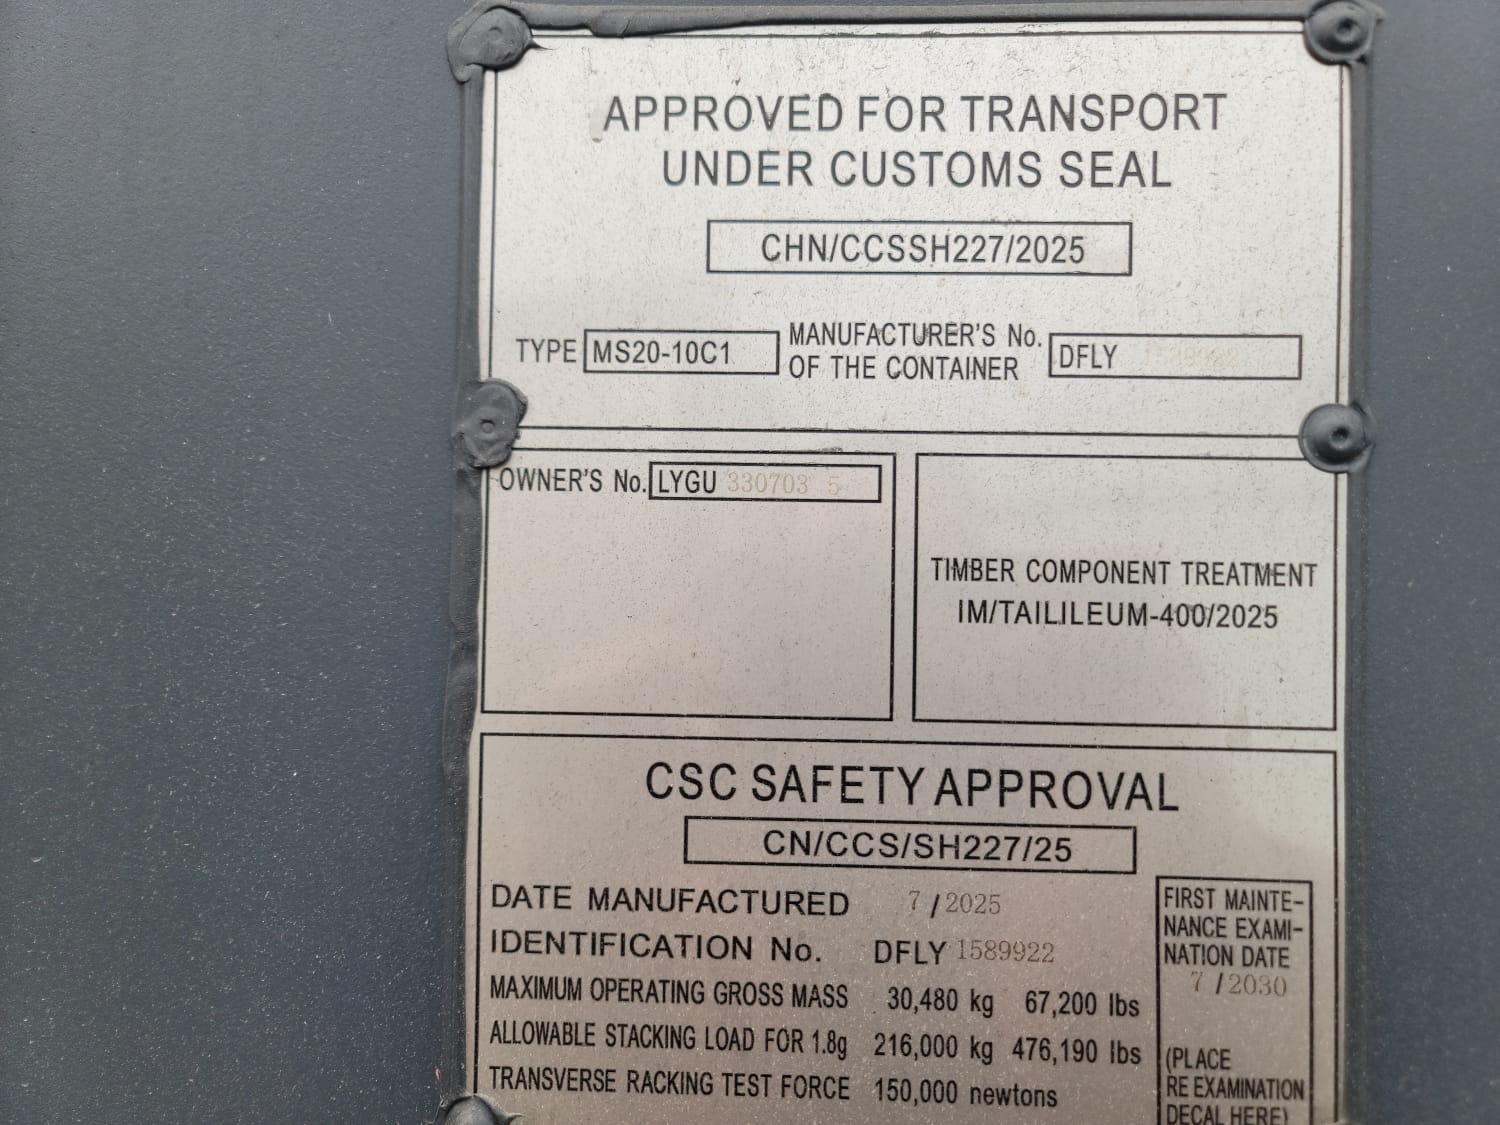 APPROVED FOR TRANSPORT
UNDER CUSTOMS SEAL
CHN/CCSSH227/2025
TYPE MS20-10C1 MANUFACTURER'S No. OF THE CONTAINER DFLY 1589922
OWNER'S No. LYGU 330703 5
TIMBER COMPONENT TREATMENT
IM/TAILILEUM-400/2025
CSC SAFETY APPROVAL
CN/CCS/SH227/25
DATE MANUFACTURED 7 / 2025
IDENTIFICATION No. DFLY 1589922
MAXIMUM OPERATING GROSS MASS 30,480 kg 67,200 lbs
ALLOWABLE STACKING LOAD FOR 1.8g 216,000 kg 476,190 lbs
TRANSVERSE RACKING TEST FORCE 150,000 newtons
FIRST MAINTE-
NANCE EXAMI-
NATION DATE
7 / 2030
(PLACE
RE EXAMINATION
DECAL HERE)